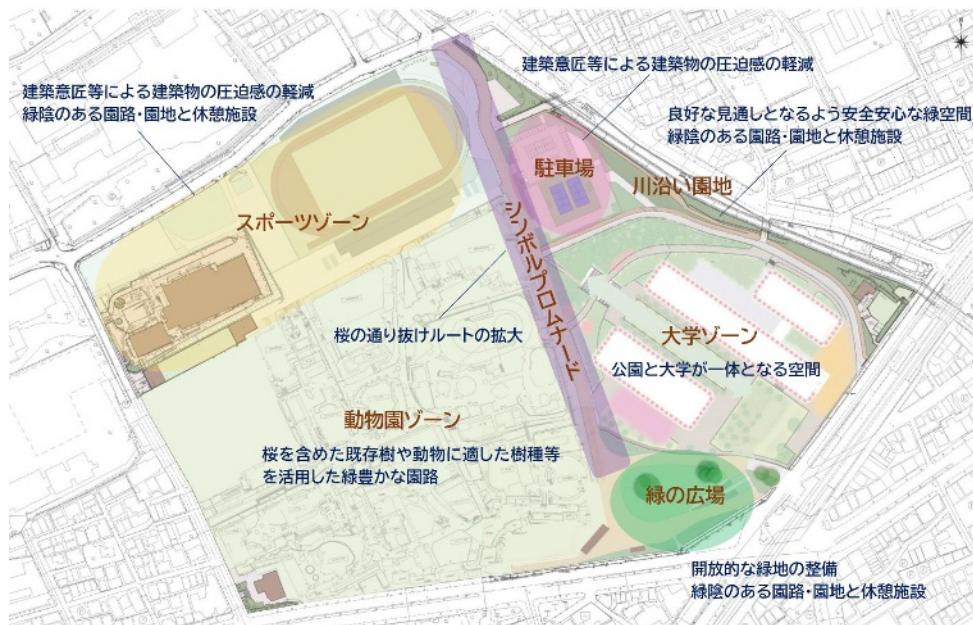 建築意匠等による建築物の圧迫感の軽減
建築意匠等による建築物の圧迫感の軽減
緑陰のある園路・園地と休憩施設
良好な見通しとなるよう安全安心な緑空間
緑陰のある園路・園地と休憩施設
駐車場
川沿い園地
スポーツゾーン
シンボルプロムナード
桜の通り抜けルートの拡大
大学ゾーン
公園と大学が一体となる空間
動物園ゾーン
桜を含めた既存樹や動物に適した樹種等
を活用した緑豊かな園路
緑の広場
開放的な緑地の整備
緑陰のある園路・園地と休憩施設